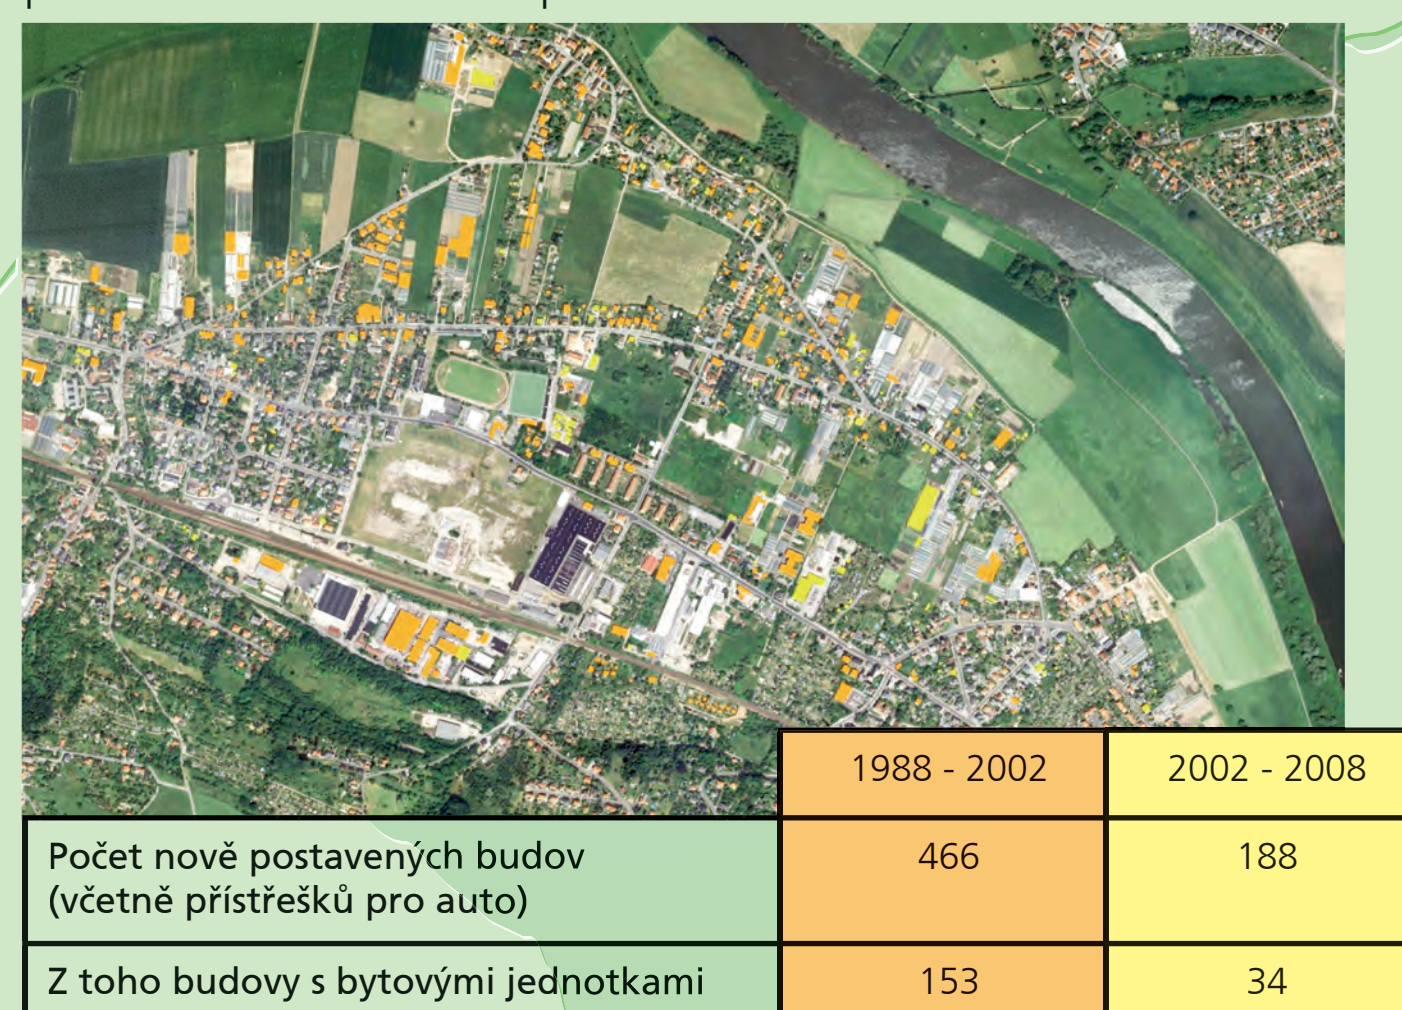 1988 - 2002 2002 - 2008
Počet nově postavených budov 466 188
(včetně přístřešků pro auto)
Z toho budovy s bytovými jednotkami 153 34